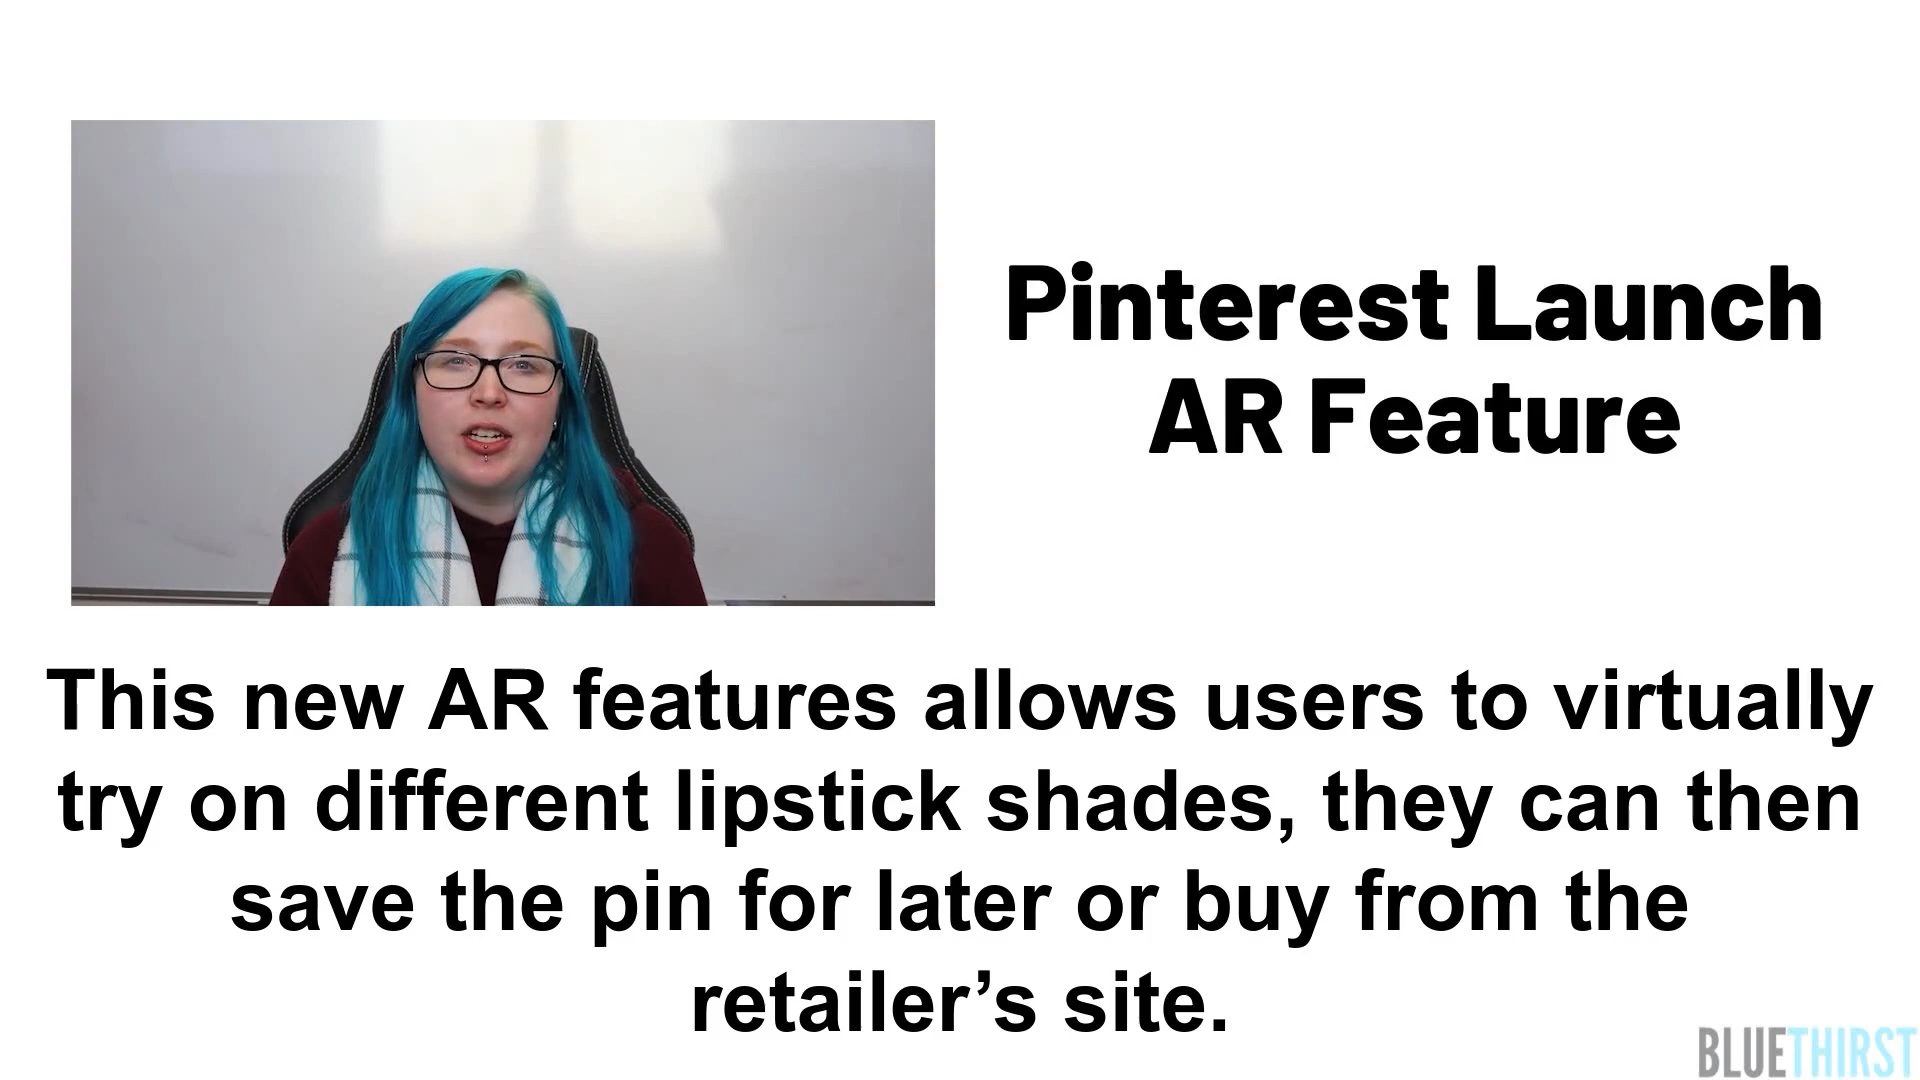 Pinterest Launch
AR Feature
This new AR features allows users to virtually
try on different lipstick shades, they can then
save the pin for later or buy from the
retailer’s site.
BLUETHIRST